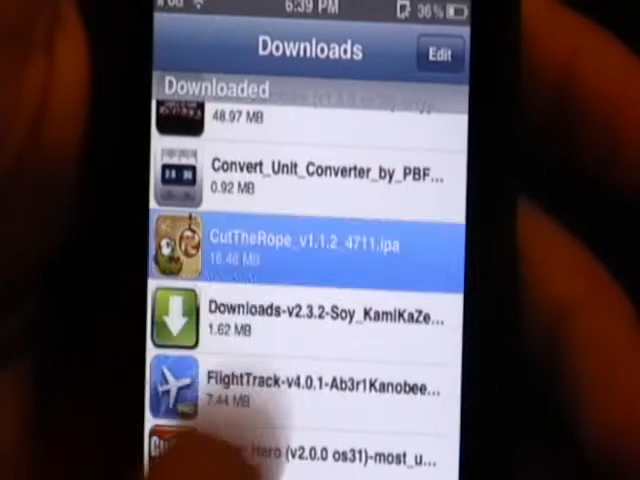 iPod 6:39 PM 36%
Downloads
Edit
Downloaded
48.97 MB
Convert_Unit_Converter_by_PBF...
0.92 MB
CutTheRope_v1.1.2_4711.ipa
16.46 MB
Downloads-v2.3.2-Soy_KamiKaZe...
1.62 MB
FlightTrack-v4.0.1-Ab3r1Kanobee...
7.44 MB
Hero (v2.0.0 os31)-most_u...